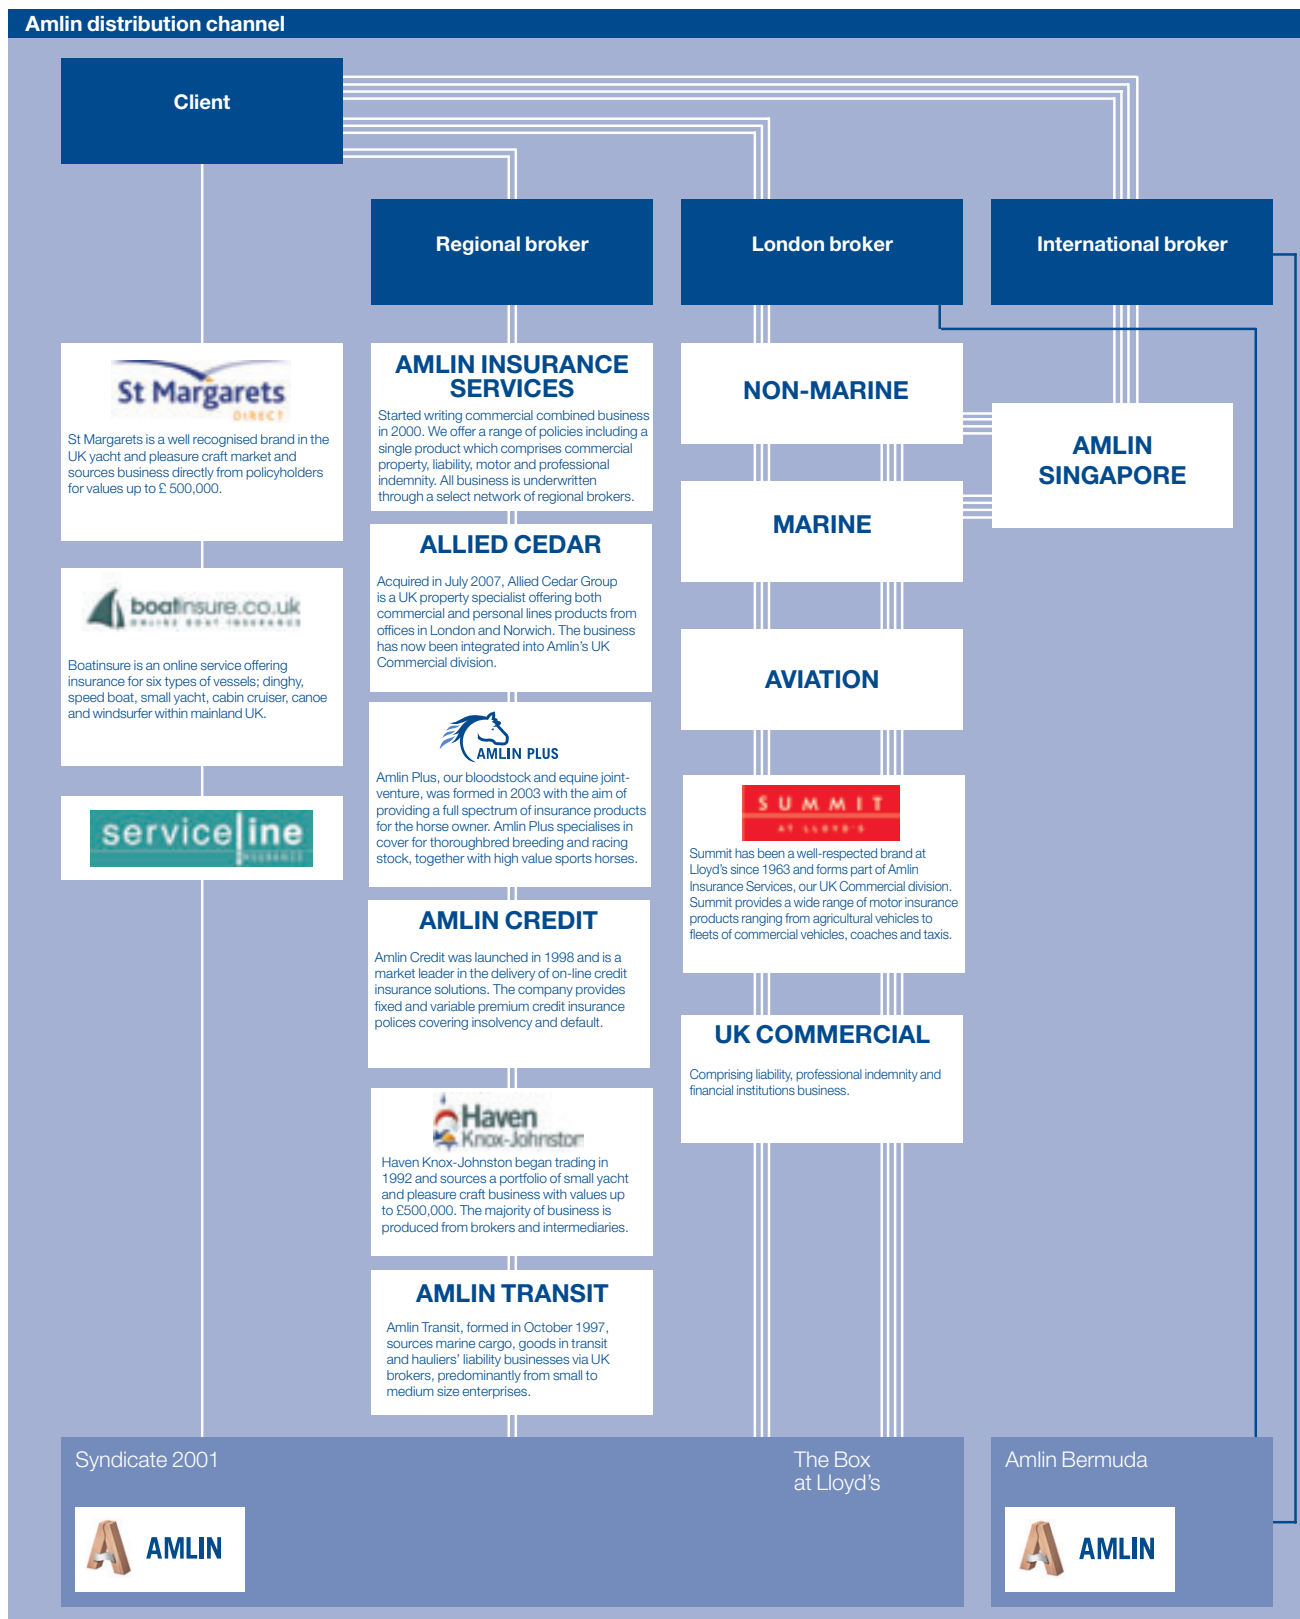 Amlin distribution channel
Client
Regional broker
London broker
International broker
St Margarets
DIRECT
St Margarets is a well recognised brand in the
UK yacht and pleasure craft market and
sources business directly from policyholders
for values up to £ 500,000.
boatinsure.co.uk
ONLINE BOAT INSURANCE
Boatinsure is an online service offering
insurance for six types of vessels; dinghy,
speed boat, small yacht, cabin cruiser, canoe
and windsurfer within mainland UK.
serviceline
INSURANCE
AMLIN INSURANCE
SERVICES
Started writing commercial combined business
in 2000. We offer a range of policies including a
single product which comprises commercial
property, liability, motor and professional
indemnity. All business is underwritten
through a select network of regional brokers.
ALLIED CEDAR
Acquired in July 2007, Allied Cedar Group
is a UK property specialist offering both
commercial and personal lines products from
offices in London and Norwich. The business
has now been integrated into Amlin's UK
Commercial division.
AMLIN PLUS
Amlin Plus, our bloodstock and equine joint-
venture, was formed in 2003 with the aim of
providing a full spectrum of insurance products
for the horse owner. Amlin Plus specialises in
cover for thoroughbred breeding and racing
stock, together with high value sports horses.
AMLIN CREDIT
Amlin Credit was launched in 1998 and is a
market leader in the delivery of on-line credit
insurance solutions. The company provides
fixed and variable premium credit insurance
polices covering insolvency and default.
Haven
Knox-Johnston
Haven Knox-Johnston began trading in
1992 and sources a portfolio of small yacht
and pleasure craft business with values up
to £500,000. The majority of business is
produced from brokers and intermediaries.
AMLIN TRANSIT
Amlin Transit, formed in October 1997,
sources marine cargo, goods in transit
and hauliers' liability businesses via UK
brokers, predominantly from small to
medium size enterprises.
NON-MARINE
MARINE
AVIATION
SUMMIT
AT LLOYD'S
Summit has been a well-respected brand at
Lloyd's since 1963 and forms part of Amlin
Insurance Services, our UK Commercial division.
Summit provides a wide range of motor insurance
products ranging from agricultural vehicles to
fleets of commercial vehicles, coaches and taxis.
UK COMMERCIAL
Comprising liability, professional indemnity and
financial institutions business.
AMLIN
SINGAPORE
Syndicate 2001
AMLIN
The Box
at Lloyd's
Amlin Bermuda
AMLIN